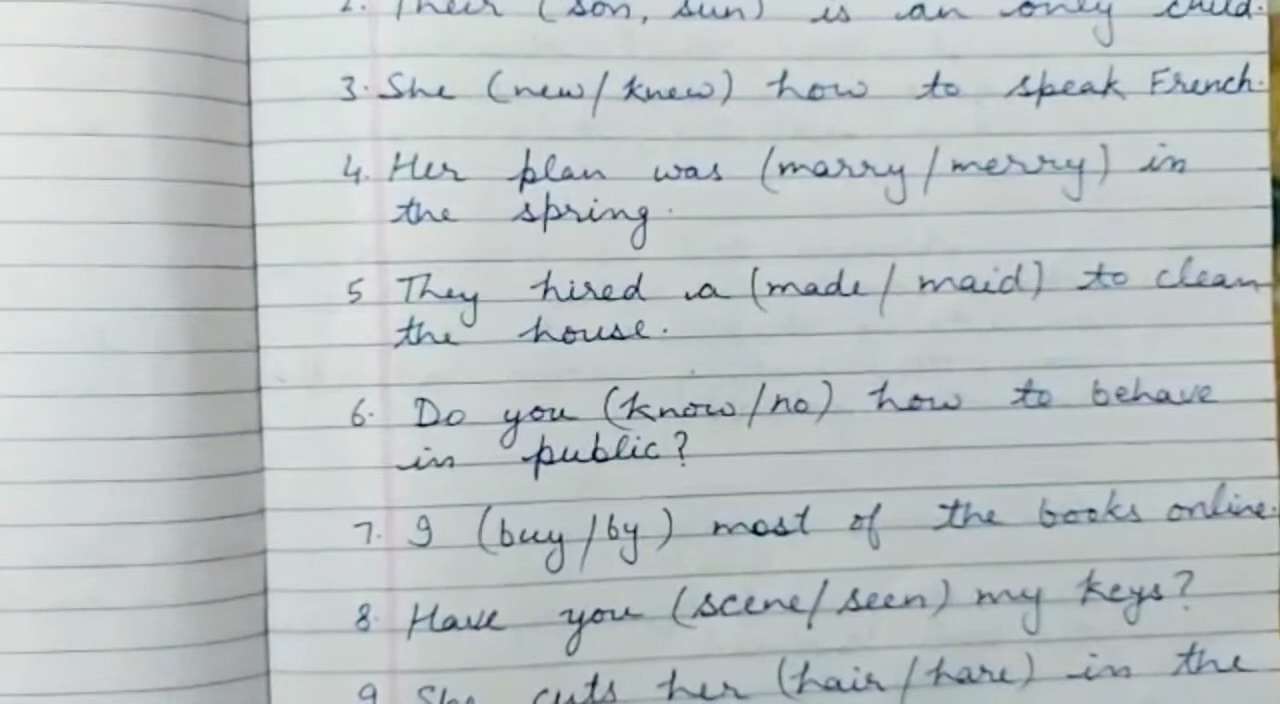 2. Their (son, sun) is an only child.
3. She (new/knew) how to speak French.
4. Her plan was (marry/merry) in
the spring.
5 They hired a (made/maid) to clean
the house.
6. Do you (know/no) how to behave
in public?
7. I (buy/by) most of the books online.
8. Have you (scene/seen) my keys?
9 She cuts her (hair/hare) in the